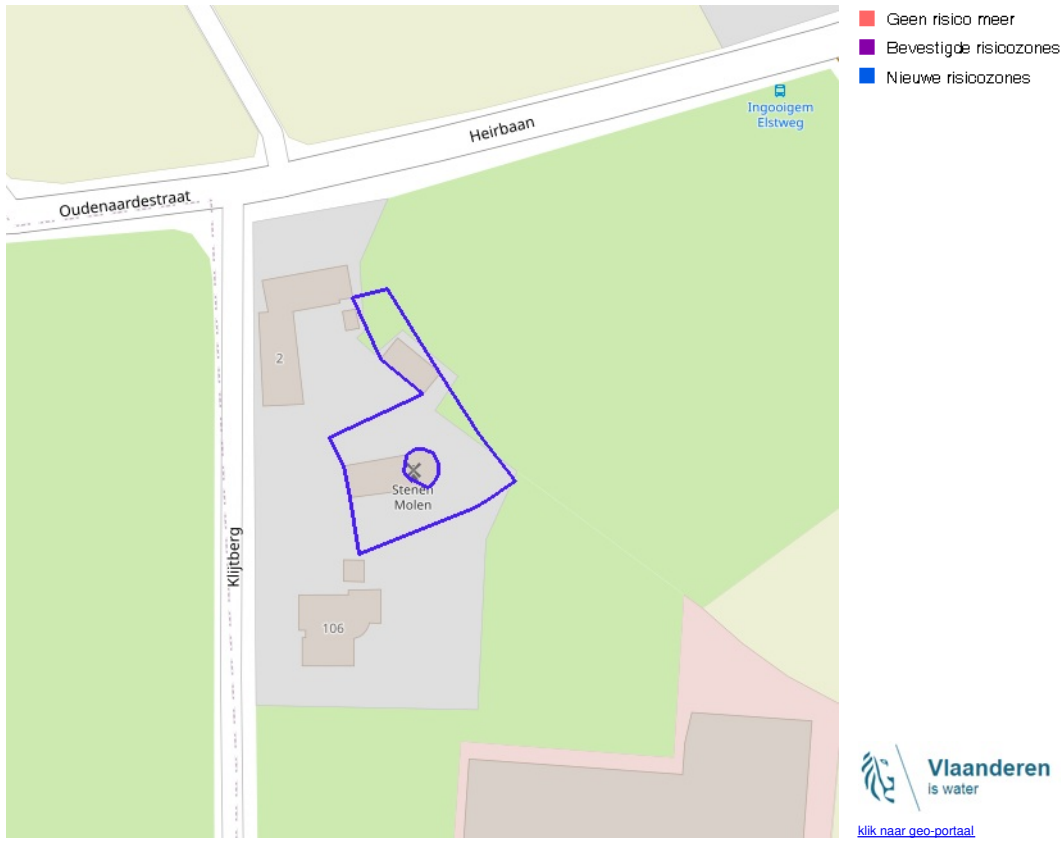 Geen risico meer
Bevestigde risicozones
Nieuwe risicozones
Ingooigem
Elstweg
Heirbaan
Oudenaardestraat
2
Stenen
Molen
Klijtberg
106
Vlaanderen
is water
klik naar geo-portaal